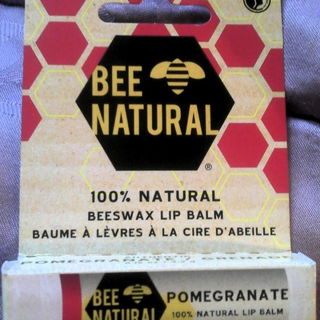 BEE
NATURAL
®
100% NATURAL
BEESWAX LIP BALM
BAUME À LÈVRES À LA CIRE D'ABEILLE
BEE
NATURAL
POMEGRANATE
100% NATURAL LIP BALM